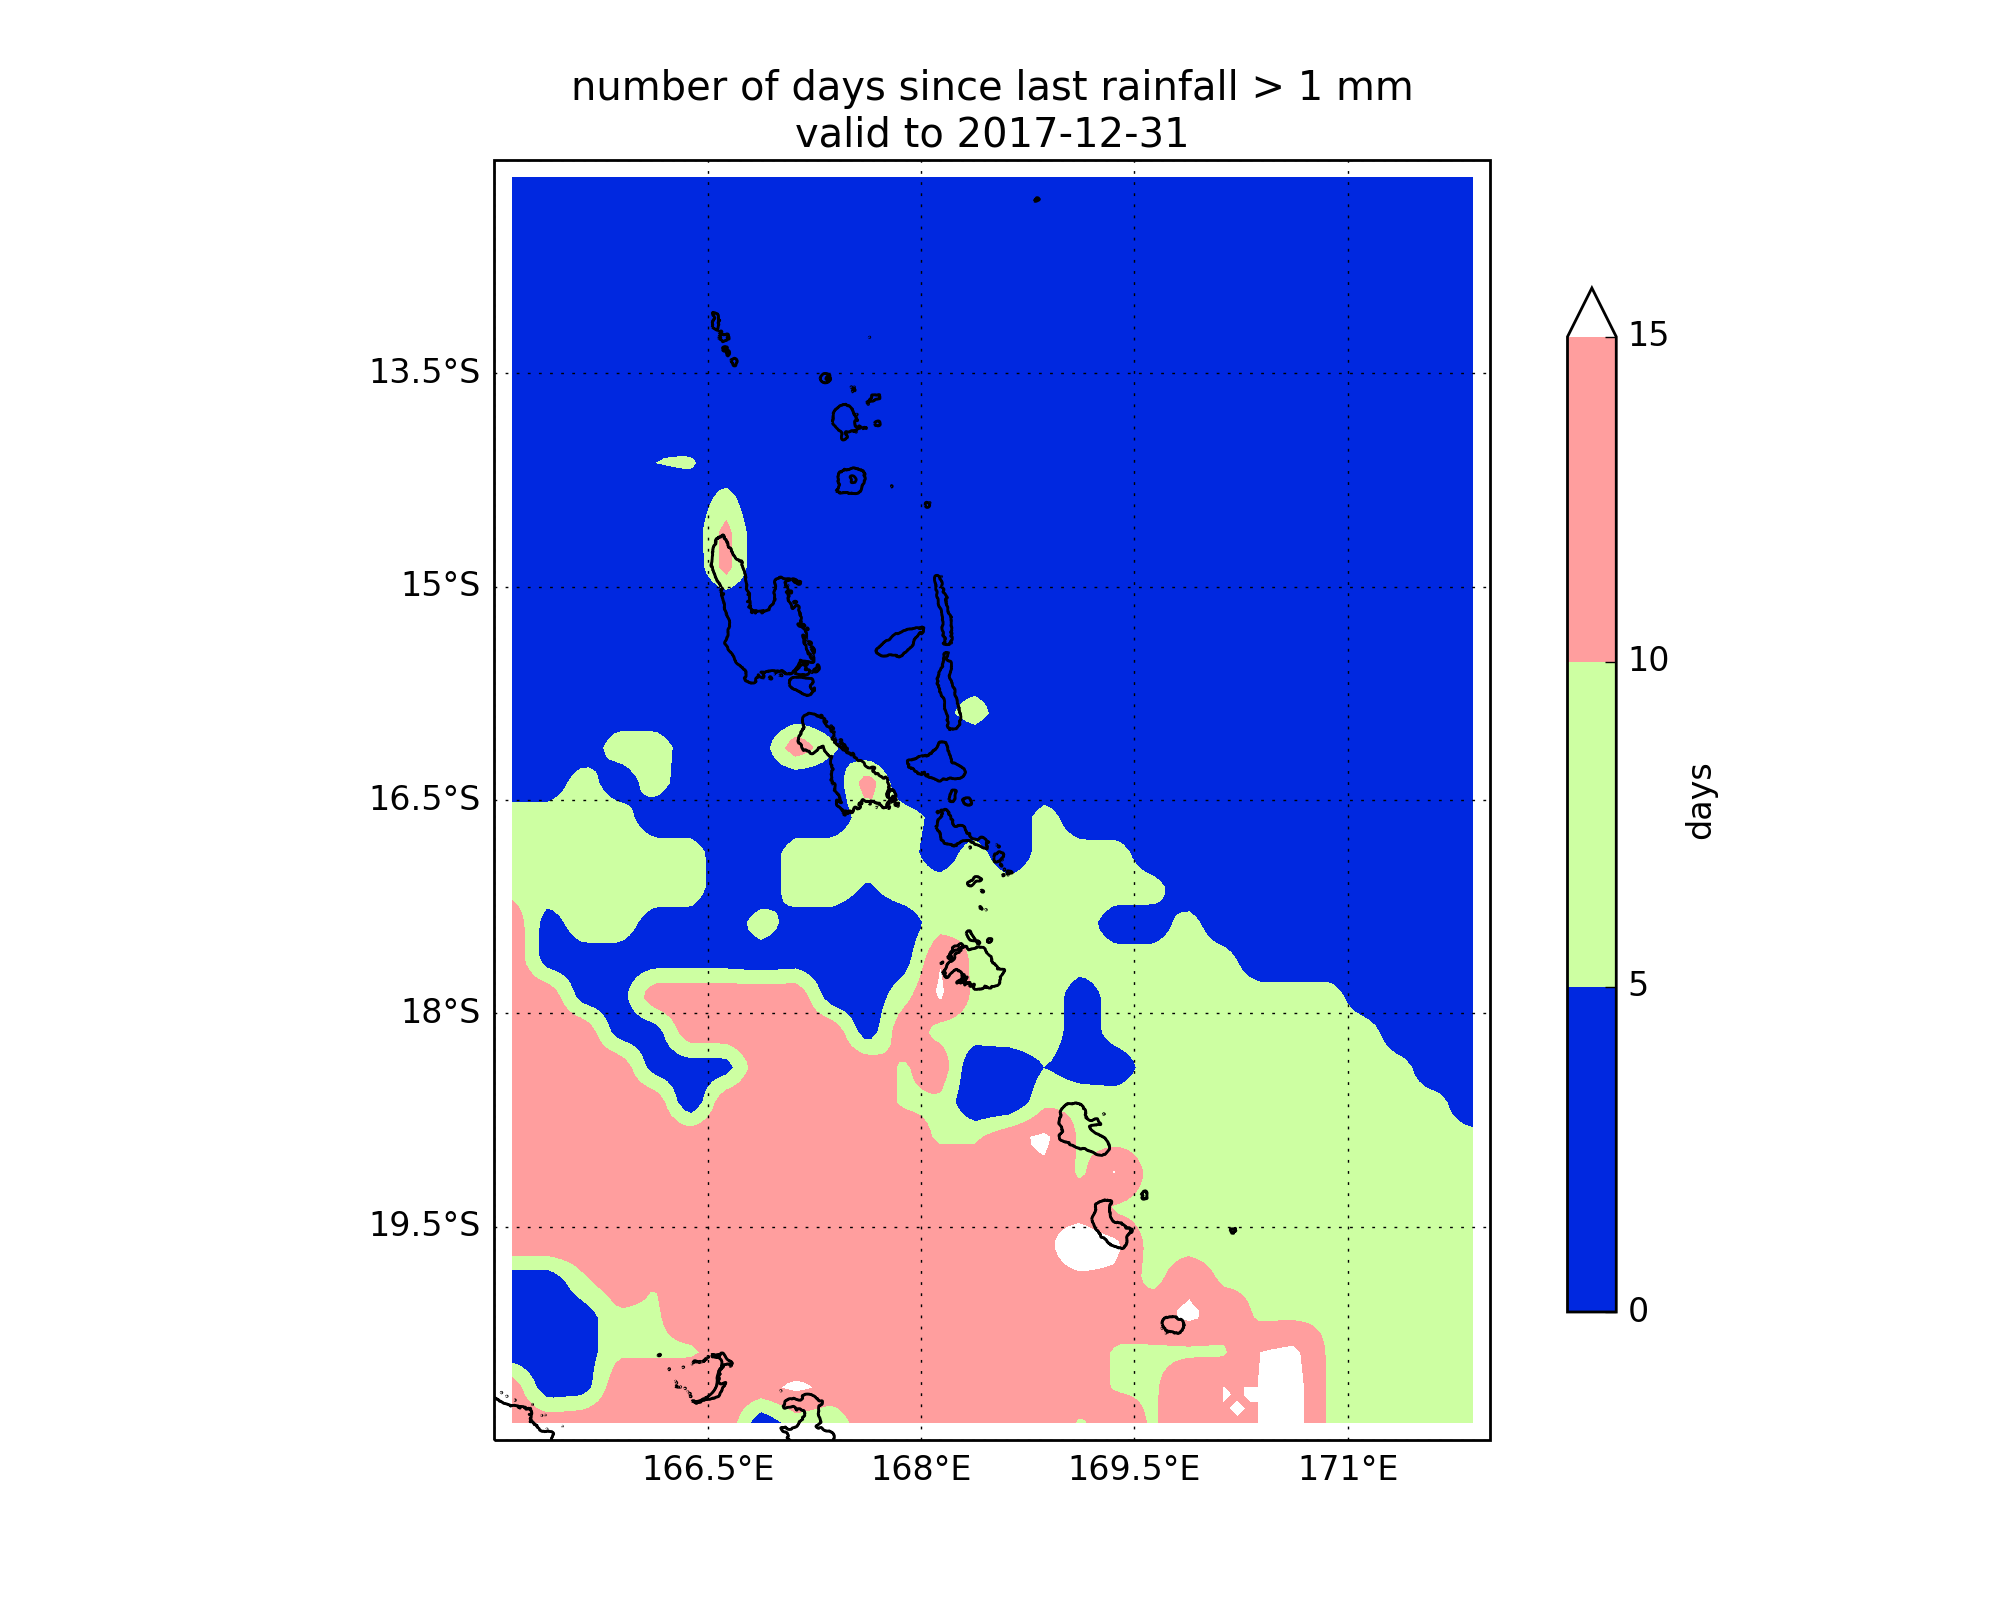 number of days since last rainfall > 1 mm
valid to 2017-12-31
13.5°S
15°S
16.5°S
18°S
19.5°S
166.5°E
168°E
169.5°E
171°E
15
10
5
0
days